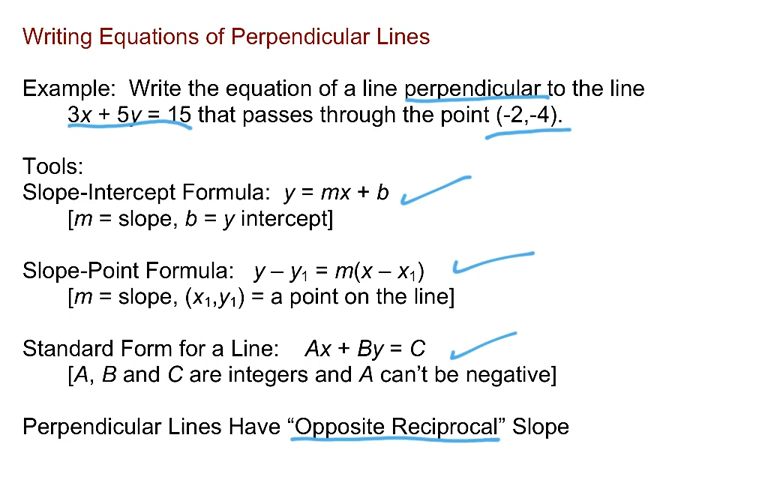 Writing Equations of Perpendicular Lines
Example:  Write the equation of a line perpendicular to the line
3x + 5y = 15 that passes through the point (-2,-4).
Tools:
Slope-Intercept Formula:  y = mx + b
[m = slope, b = y intercept]
Slope-Point Formula:   y – y₁ = m(x – x₁)
[m = slope, (x₁,y₁) = a point on the line]
Standard Form for a Line:    Ax + By = C
[A, B and C are integers and A can't be negative]
Perpendicular Lines Have “Opposite Reciprocal” Slope